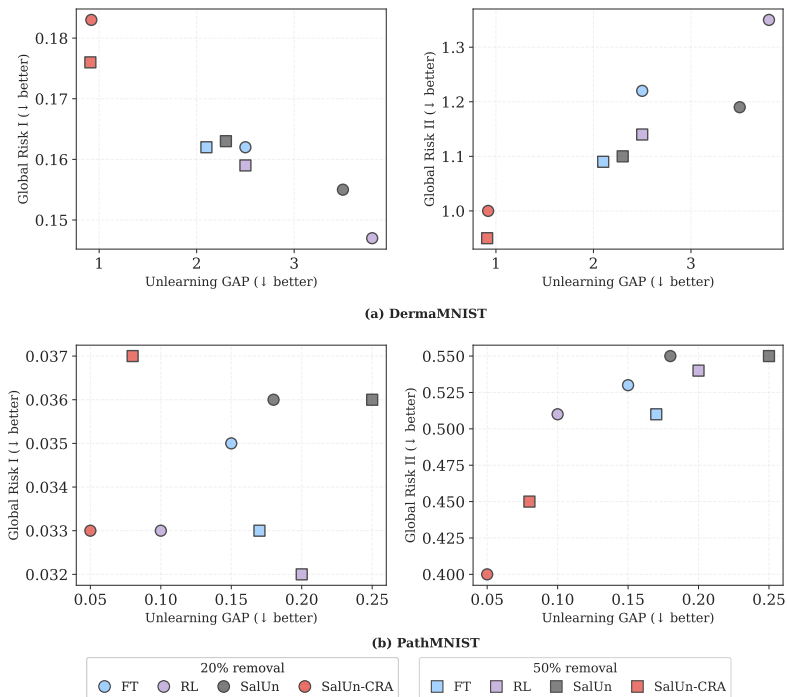 Global Risk I (↓ better)
0.18
0.17
0.16
0.15
1 2 3
Unlearning GAP (↓ better)
Global Risk II (↓ better)
1.3
1.2
1.1
1.0
1 2 3
Unlearning GAP (↓ better)
(a) DermaMNIST
Global Risk I (↓ better)
0.037
0.036
0.035
0.034
0.033
0.032
0.05 0.10 0.15 0.20 0.25
Unlearning GAP (↓ better)
Global Risk II (↓ better)
0.550
0.525
0.500
0.475
0.450
0.425
0.400
0.05 0.10 0.15 0.20 0.25
Unlearning GAP (↓ better)
(b) PathMNIST
20% removal
FT RL SalUn SalUn-CRA
50% removal
FT RL SalUn SalUn-CRA